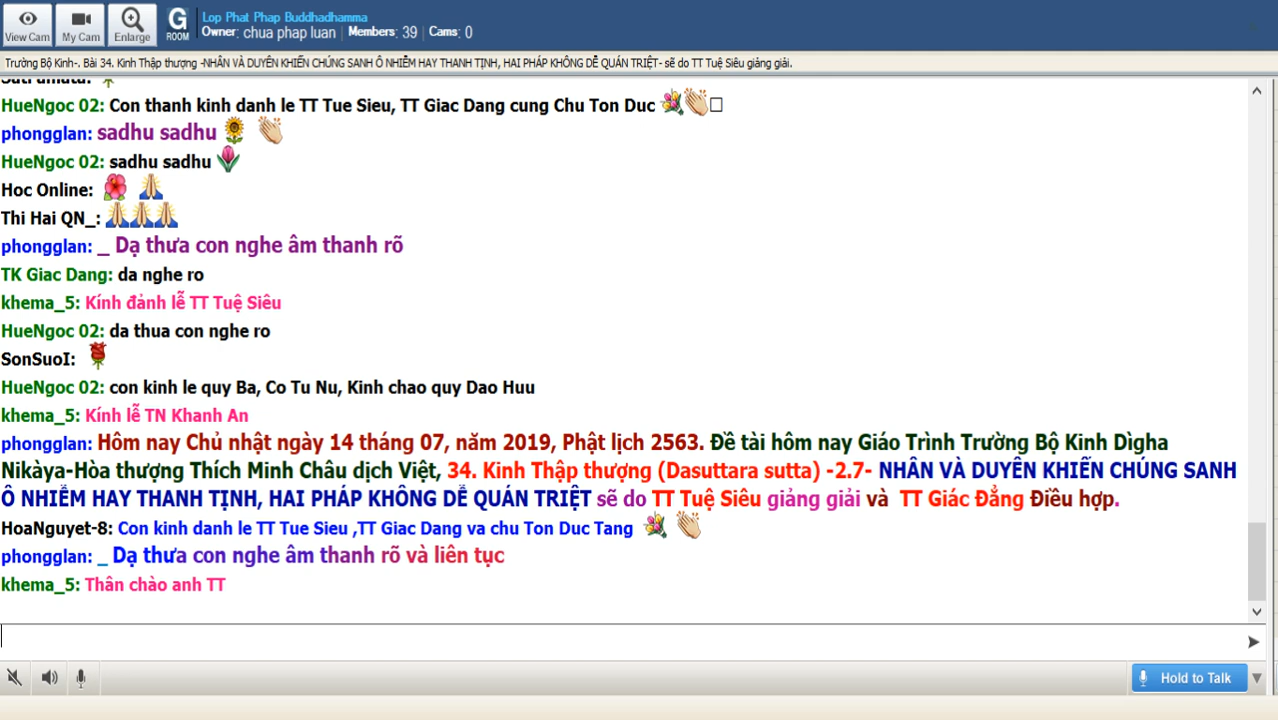 View Cam
My Cam
Enlarge
G
ROOM
Lop Phat Phap Buddhadhamma
Owner: chua phap luan | Members: 39 | Cams: 0
Trường Bộ Kinh-. Bài 34. Kinh Thập thượng -NHÂN VÀ DUYÊN KHIẾN CHÚNG SANH Ô NHIỄM HAY THANH TỊNH, HAI PHÁP KHÔNG DỄ QUÁN TRIỆT- sẽ do TT Tuệ Siêu giảng giải.
HueNgoc 02: Con thanh kinh danh le TT Tue Sieu, TT Giac Dang cung Chu Ton Duc
phongglan: sadhu sadhu
HueNgoc 02: sadhu sadhu
Hoc Online:
Thi Hai QN_:
phongglan: _ Dạ thưa con nghe âm thanh rõ
TK Giac Dang: da nghe ro
khema_5: Kính đảnh lễ TT Tuệ Siêu
HueNgoc 02: da thua con nghe ro
SonSuoI:
HueNgoc 02: con kinh le quy Ba, Co Tu Nu, Kinh chao quy Dao Huu
khema_5: Kính lễ TN Khanh An
phongglan: Hôm nay Chủ nhật ngày 14 tháng 07, năm 2019, Phật lịch 2563. Đề tài hôm nay Giáo Trình Trường Bộ Kinh Dìgha
Nikàya-Hòa thượng Thích Minh Châu dịch Việt, 34. Kinh Thập thượng (Dasuttara sutta) -2.7- NHÂN VÀ DUYÊN KHIẾN CHÚNG SANH
Ô NHIỄM HAY THANH TỊNH, HAI PHÁP KHÔNG DỄ QUÁN TRIỆT sẽ do TT Tuệ Siêu giảng giải và TT Giác Đẳng Điều hợp.
HoaNguyet-8: Con kinh danh le TT Tue Sieu ,TT Giac Dang va chu Ton Duc Tang
phongglan: _ Dạ thưa con nghe âm thanh rõ và liên tục
khema_5: Thân chào anh TT
Hold to Talk